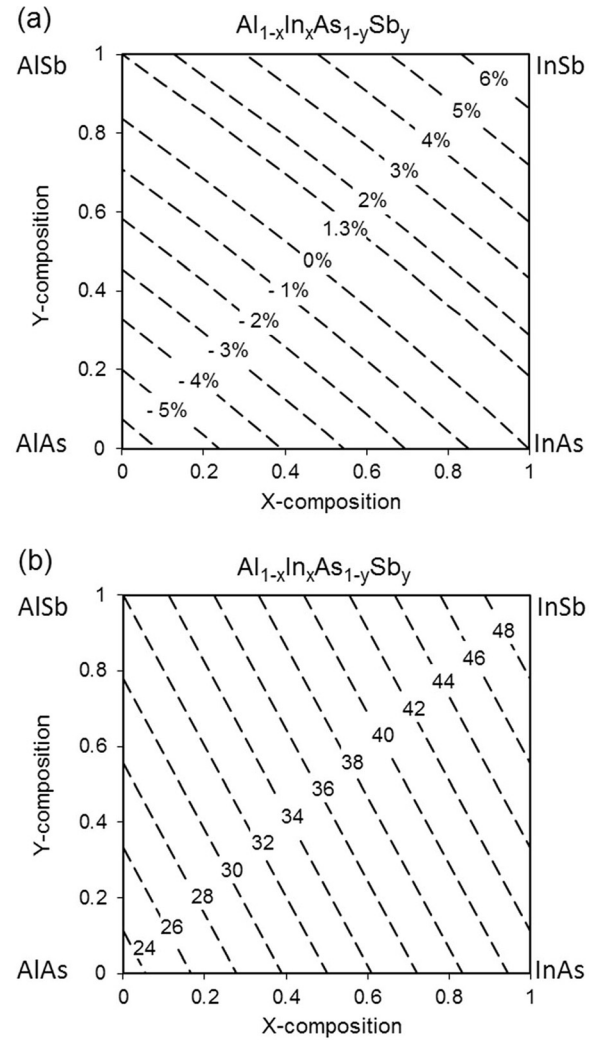 (a)
Al₁₋ₓInₓAs₁₋ᵧSbᵧ
AlSb
InSb
1
0.8
0.6
0.4
0.2
0
Y-composition
6%
5%
4%
3%
2%
1.3%
0%
- 1%
- 2%
- 3%
- 4%
- 5%
AlAs
InAs
0 0.2 0.4 0.6 0.8 1
X-composition
(b)
Al₁₋ₓInₓAs₁₋ᵧSbᵧ
AlSb
InSb
1
0.8
0.6
0.4
0.2
0
Y-composition
48
46
44
42
40
38
36
34
32
30
28
26
24
AlAs
InAs
0 0.2 0.4 0.6 0.8 1
X-composition